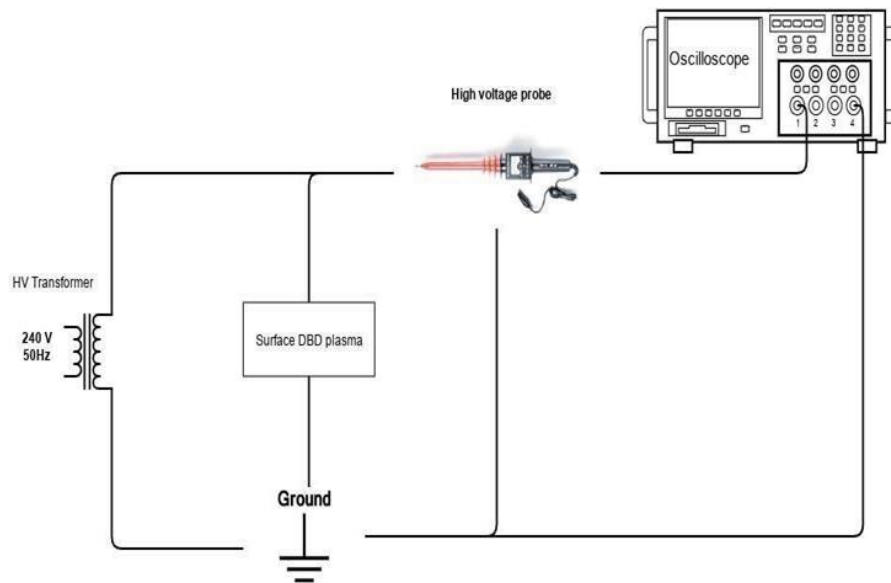 Oscilloscope
1 2 3 4
High voltage probe
HV Transformer
240 V
50Hz
Surface DBD plasma
Ground